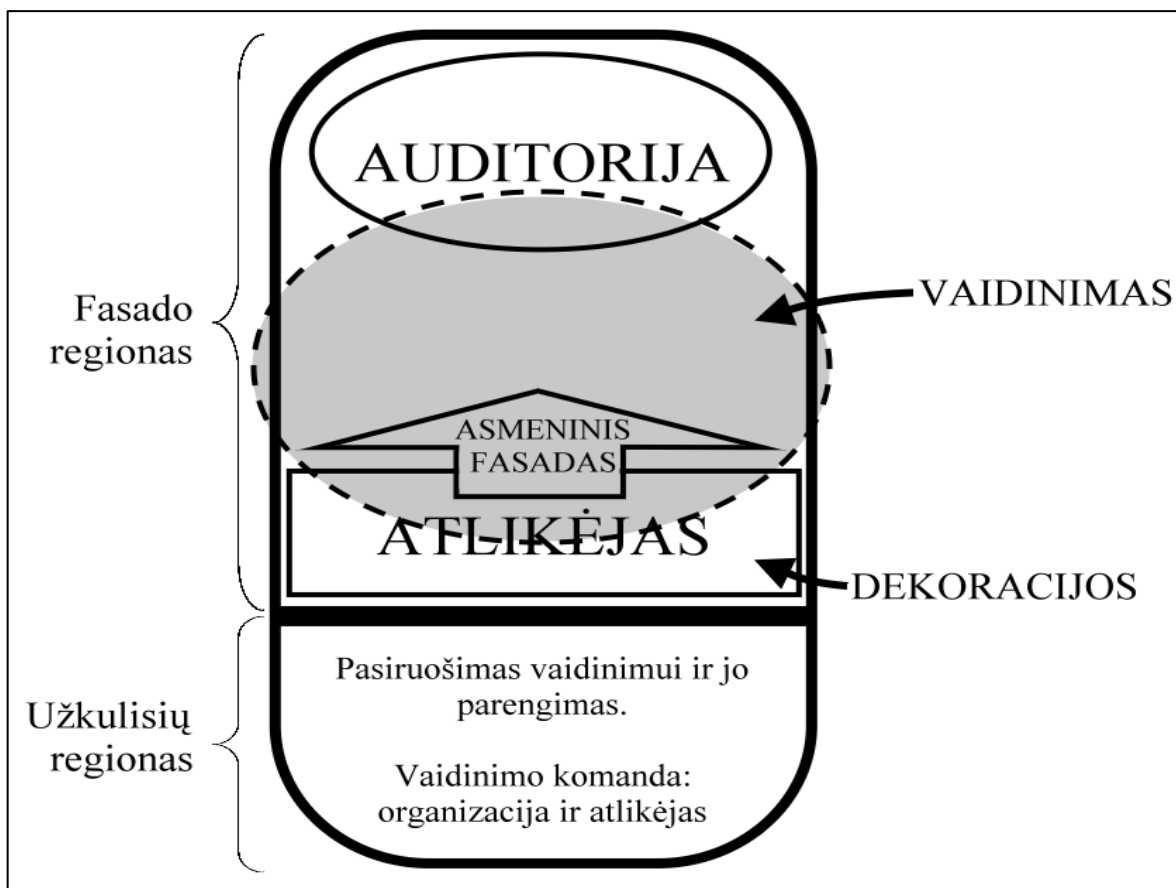 AUDITORIJA
VAIDINIMAS
Fasado
regionas
ASMENINIS
FASADAS
ATLIKĖJAS
DEKORACIJOS
Pasiruošimas vaidinimui ir jo
parengimas.
Užkulisių
regionas
Vaidinimo komanda:
organizacija ir atlikėjas